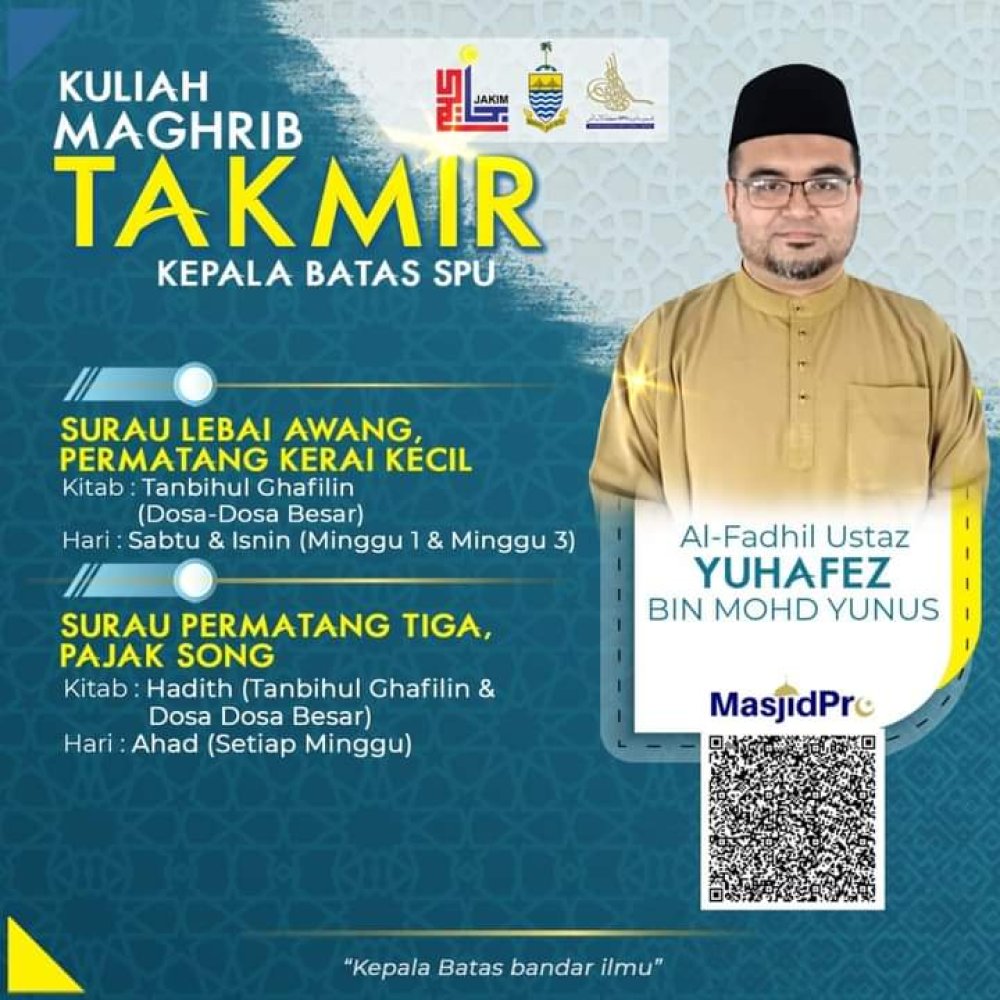 KULIAH
MAGHRIB
TAKMIR
KEPALA BATAS SPU
JAKIM
SURAU LEBAI AWANG,
PERMATANG KERAI KECIL
Kitab : Tanbihul Ghafilin
(Dosa-Dosa Besar)
Hari : Sabtu & Isnin (Minggu 1 & Minggu 3)
SURAU PERMATANG TIGA,
PAJAK SONG
Kitab : Hadith (Tanbihul Ghafilin &
Dosa Dosa Besar)
Hari : Ahad (Setiap Minggu)
Al-Fadhil Ustaz
YUHAFEZ
BIN MOHD YUNUS
MasjidPro
"Kepala Batas bandar ilmu"